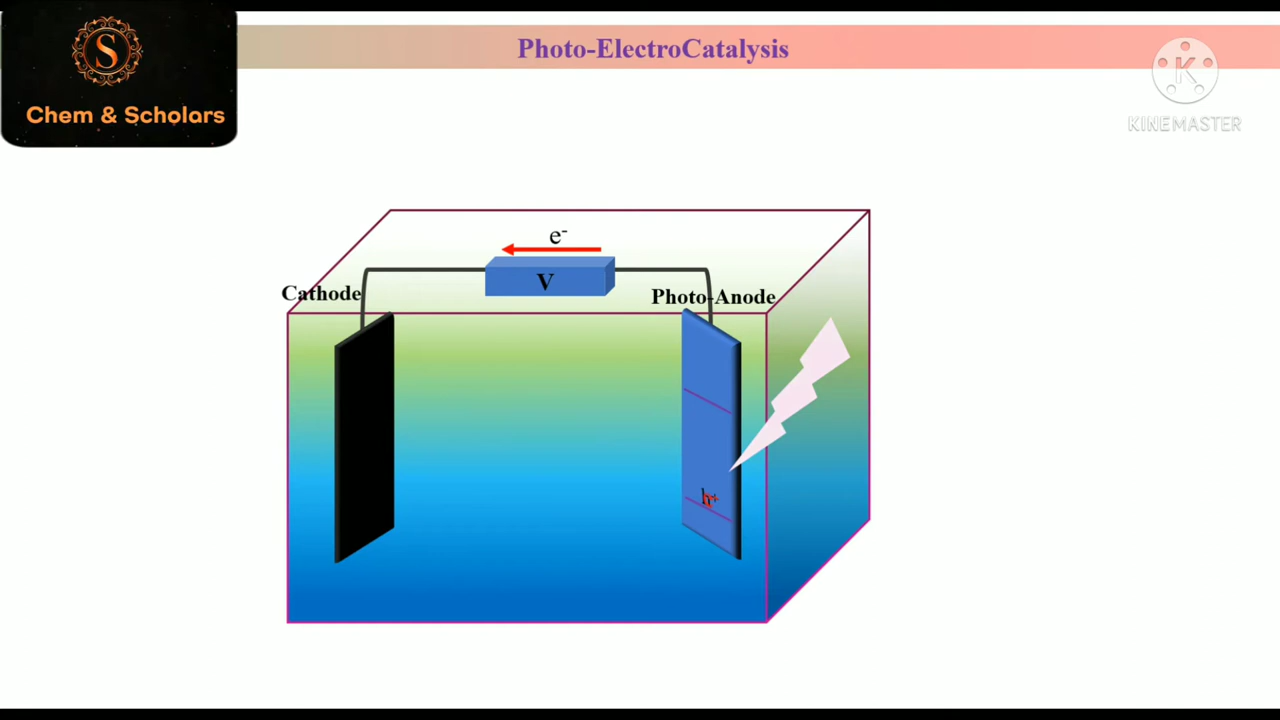 S
Chem & Scholars
Photo-ElectroCatalysis
K
KINEMASTER
e-
V
Cathode
Photo-Anode
h+